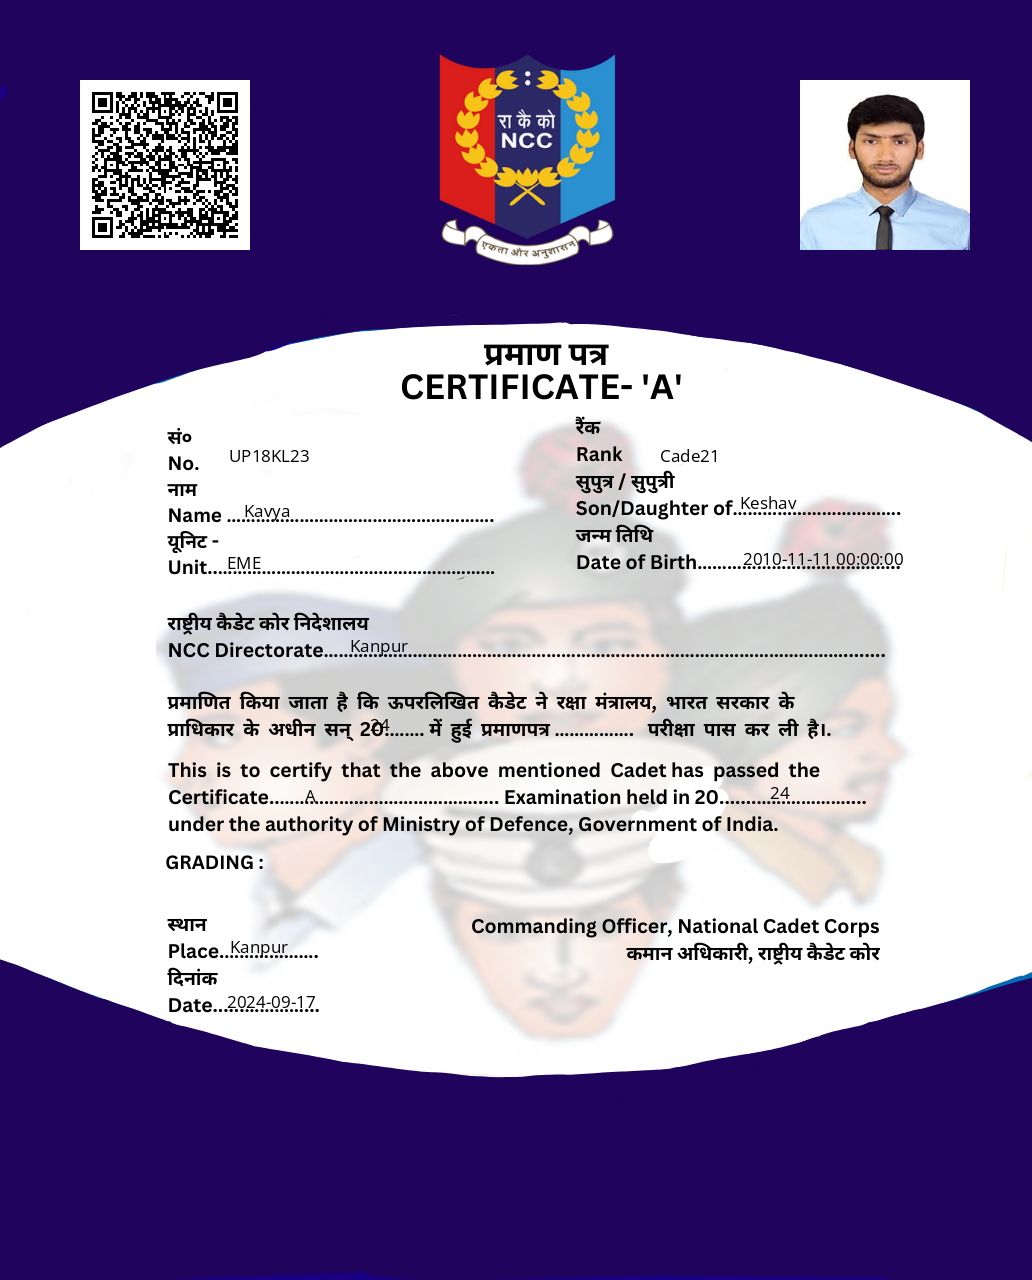 रा कै को
NCC
एकता और अनुशासन
प्रमाण पत्र
CERTIFICATE- 'A'
सं०
No. UP18KL23
नाम
Name ....Kavya....
यूनिट -
Unit....EME....
रैंक
Rank Cade21
सुपुत्र / सुपुत्री
Son/Daughter of....Keshav....
जन्म तिथि
Date of Birth....2010-11-11 00:00:00
राष्ट्रीय कैडेट कोर निदेशालय
NCC Directorate....Kanpur....
प्रमाणित किया जाता है कि ऊपरलिखित कैडेट ने रक्षा मंत्रालय, भारत सरकार के
प्राधिकार के अधीन सन् 20..24.. में हुई प्रमाणपत्र ................ परीक्षा पास कर ली है।.
This is to certify that the above mentioned Cadet has passed the
Certificate....A.... Examination held in 20....24....
under the authority of Ministry of Defence, Government of India.
GRADING :
स्थान
Place....Kanpur....
दिनांक
Date....2024-09-17....
Commanding Officer, National Cadet Corps
कमान अधिकारी, राष्ट्रीय कैडेट कोर